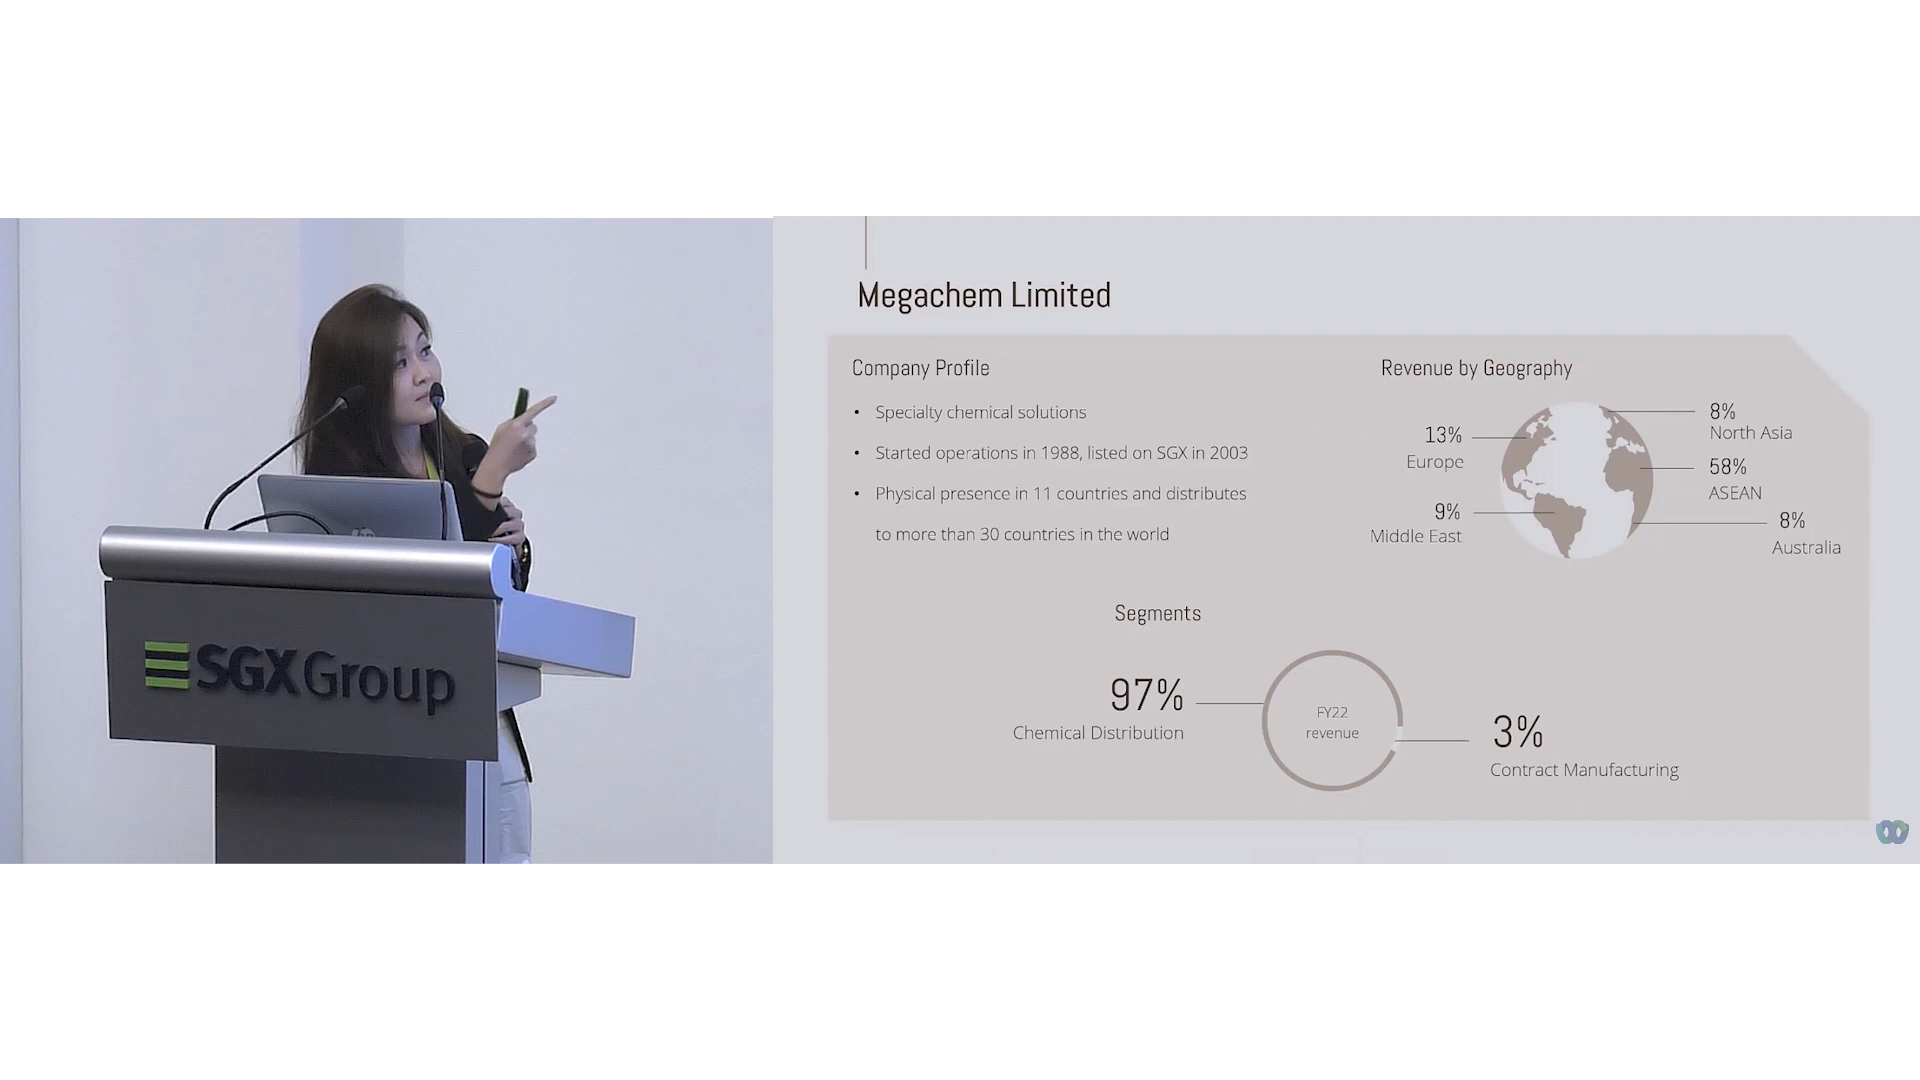 Megachem Limited
Company Profile
• Specialty chemical solutions
• Started operations in 1988, listed on SGX in 2003
• Physical presence in 11 countries and distributes
to more than 30 countries in the world
Revenue by Geography
13%
Europe
9%
Middle East
8%
North Asia
58%
ASEAN
8%
Australia
Segments
97%
Chemical Distribution
FY22
revenue
3%
Contract Manufacturing
SGX Group
hp